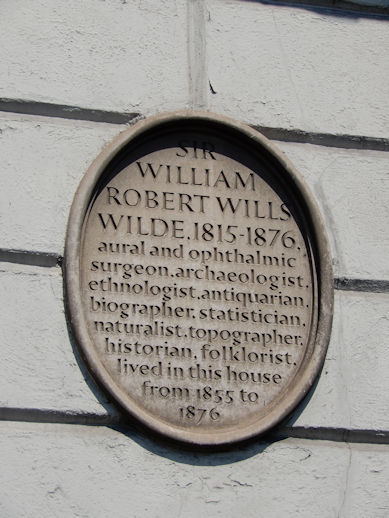 SIR
WILLIAM
ROBERT WILLS
WILDE.1815-1876.
aural and ophthalmic
surgeon.archaeologist.
ethnologist.antiquarian.
biographer.statistician.
naturalist.topographer.
historian.folklorist.
lived in this house
from 1855 to
1876